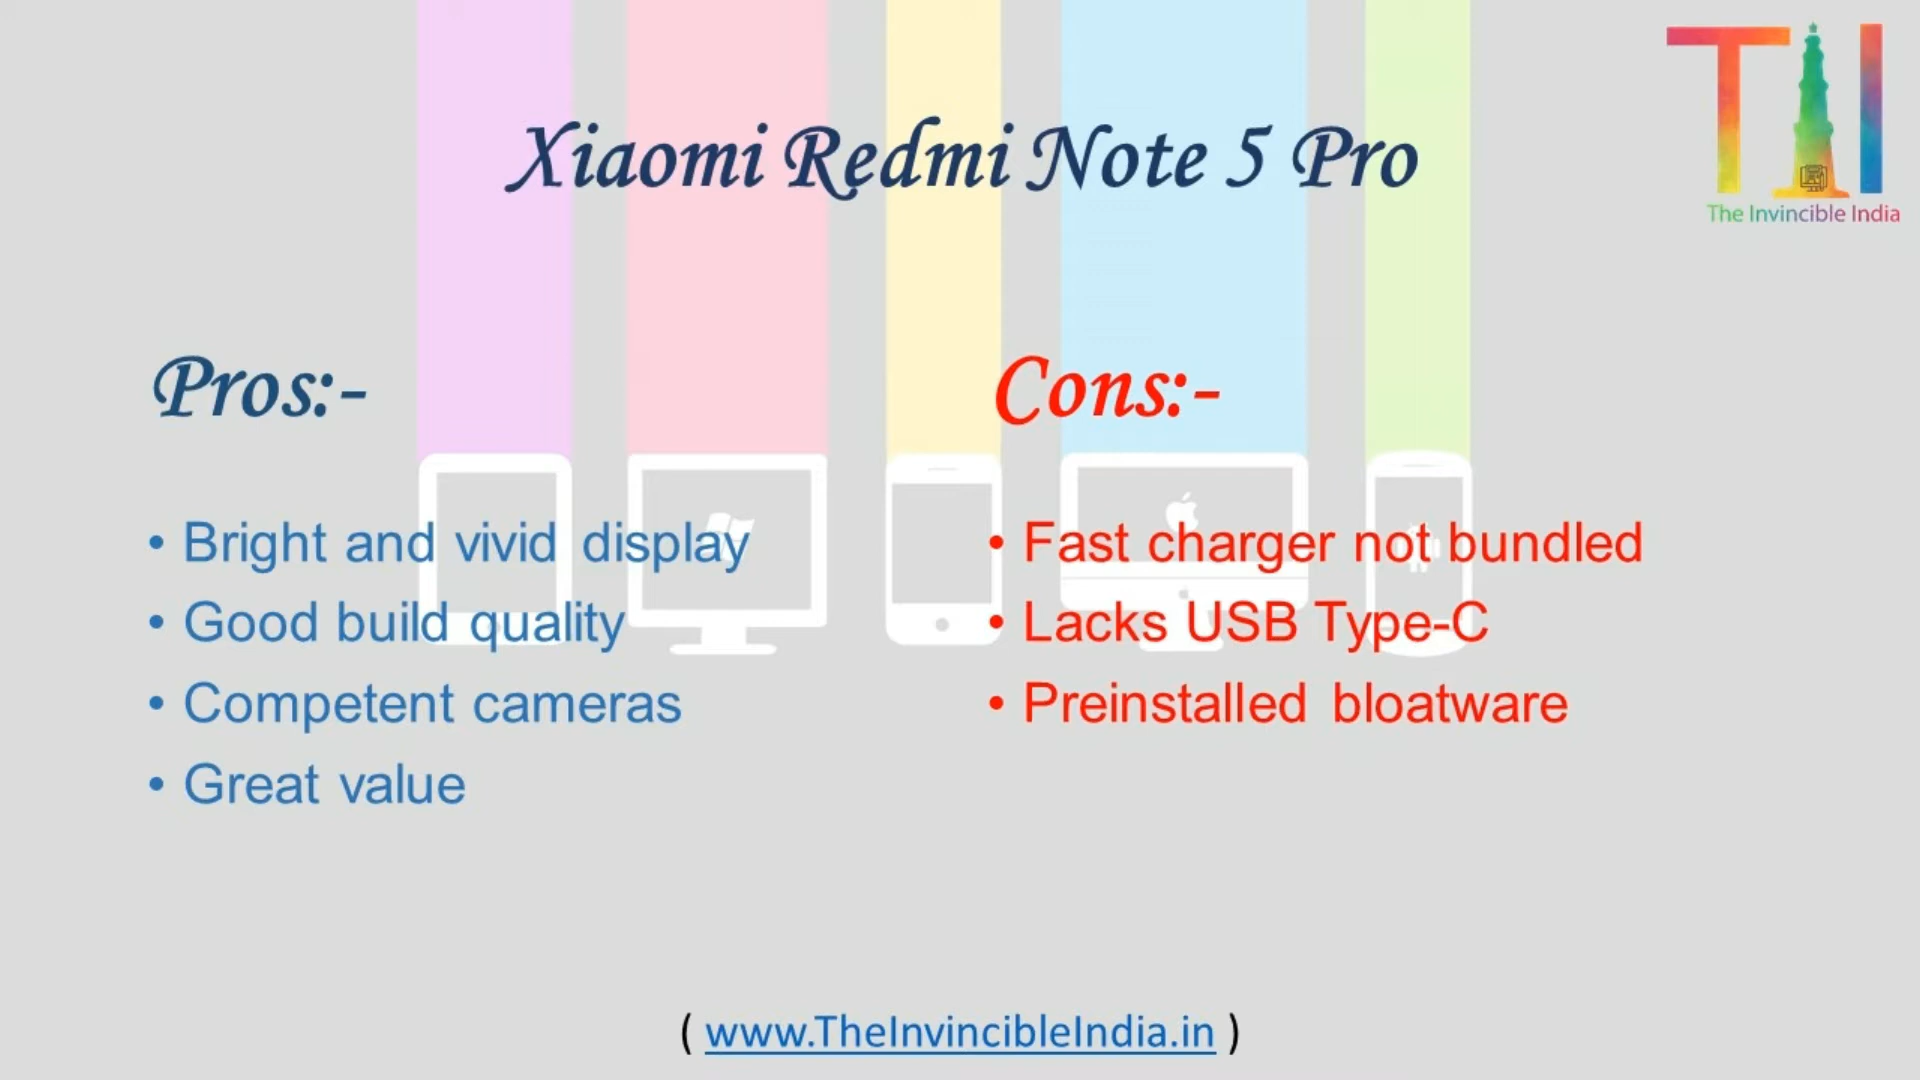 TII
The Invincible India
Xiaomi Redmi Note 5 Pro
Pros:-
• Bright and vivid display
• Good build quality
• Competent cameras
• Great value
Cons:-
• Fast charger not bundled
• Lacks USB Type-C
• Preinstalled bloatware
( www.TheInvincibleIndia.in )